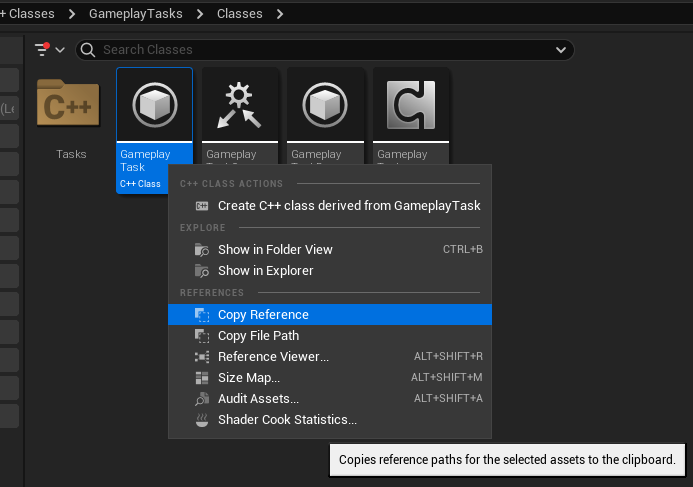 + Classes > GameplayTasks > Classes >
Search Classes
(Lo
C++
Tasks
Gameplay
Task
C++ Class
Gameplay
Gameplay
Gameplay
C++ CLASS ACTIONS
C++ Create C++ class derived from GameplayTask
EXPLORE
Show in Folder View CTRL+B
Show in Explorer
REFERENCES
Copy Reference
Copy File Path
Reference Viewer... ALT+SHIFT+R
Size Map... ALT+SHIFT+M
Audit Assets... ALT+SHIFT+A
Shader Cook Statistics...
Copies reference paths for the selected assets to the clipboard.